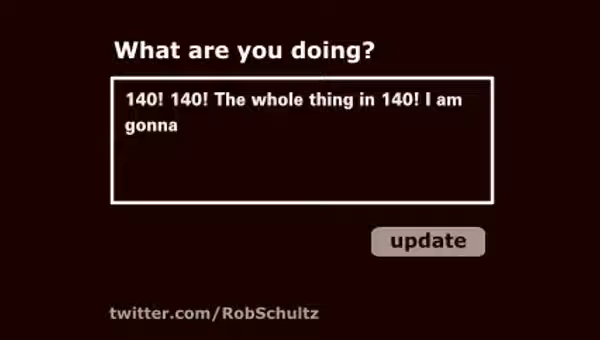 What are you doing?
140! 140! The whole thing in 140! I am
gonna
update
twitter.com/RobSchultz